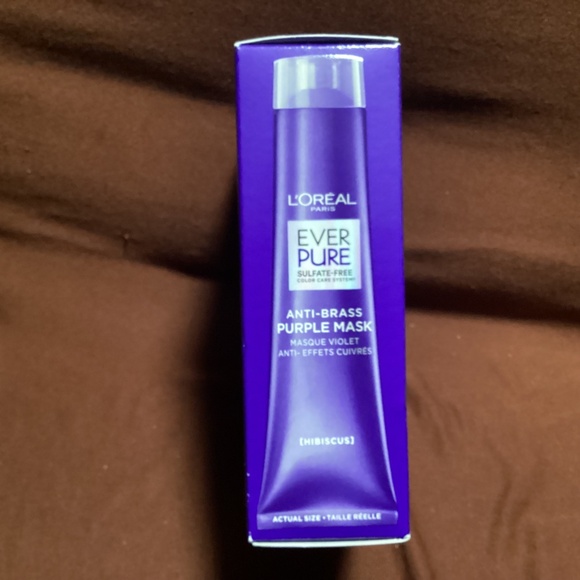 L'ORÉAL
PARIS
EVER
PURE
SULFATE-FREE
COLOR CARE SYSTEM
ANTI-BRASS
PURPLE MASK
MASQUE VIOLET
ANTI- EFFETS CUIVRÉS
[HIBISCUS]
ACTUAL SIZE • TAILLE RÉELLE